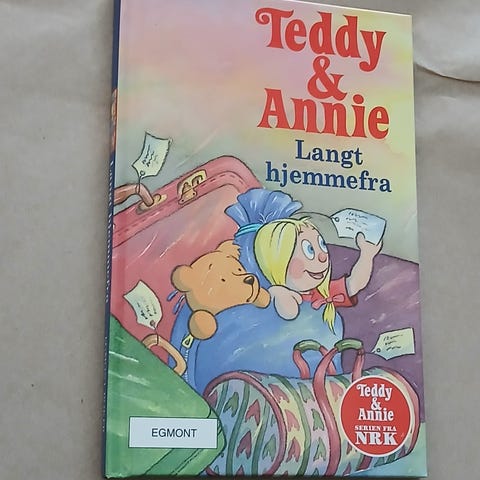 Teddy
&
Annie
Langt
hjemmefra
Teddy
&
Annie
SERIEN FRA
NRK
EGMONT